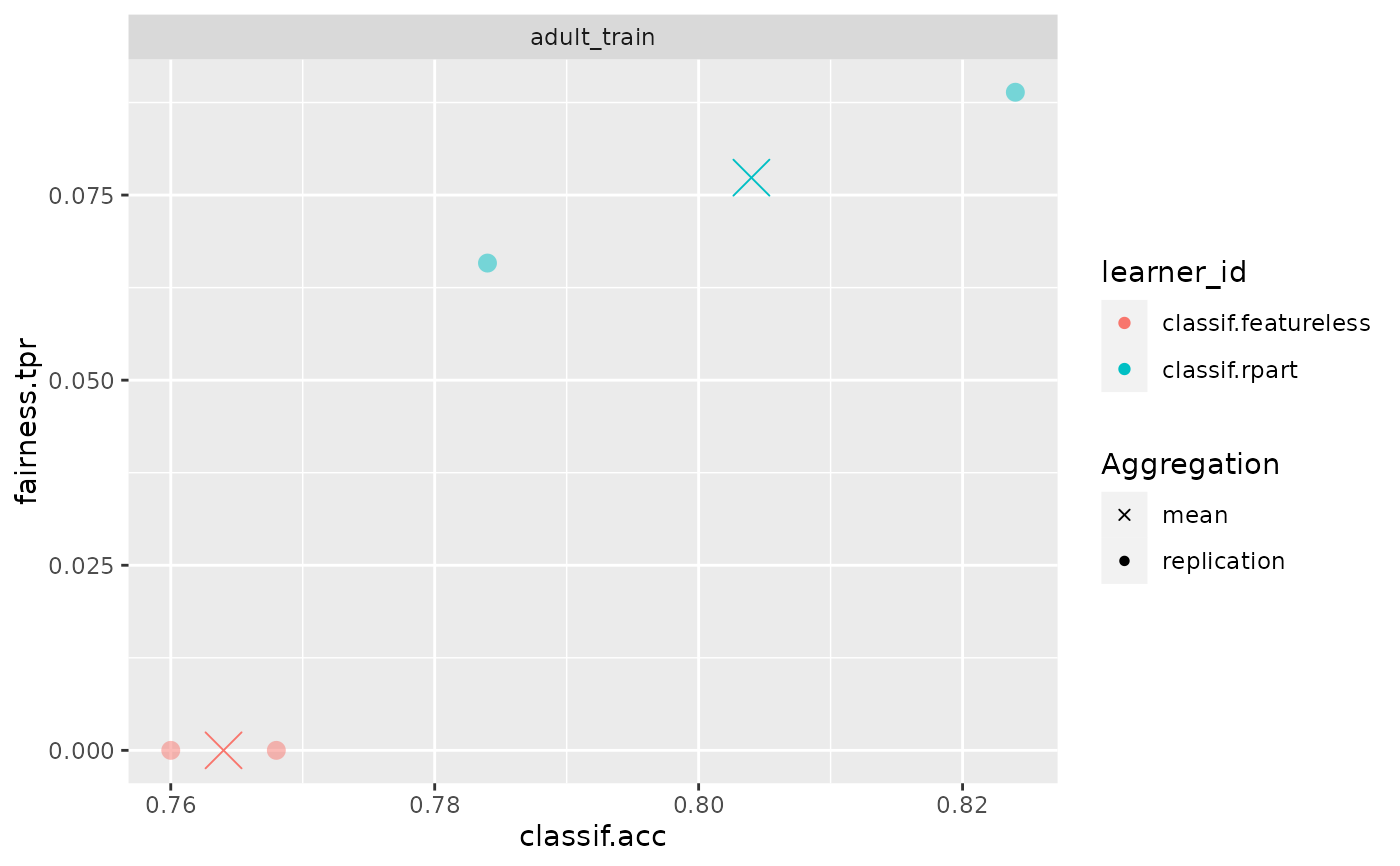 adult_train
0.075
0.050
0.025
0.000
fairness.tpr
0.76 0.78 0.80 0.82
classif.acc
learner_id
classif.featureless
classif.rpart
Aggregation
mean
replication